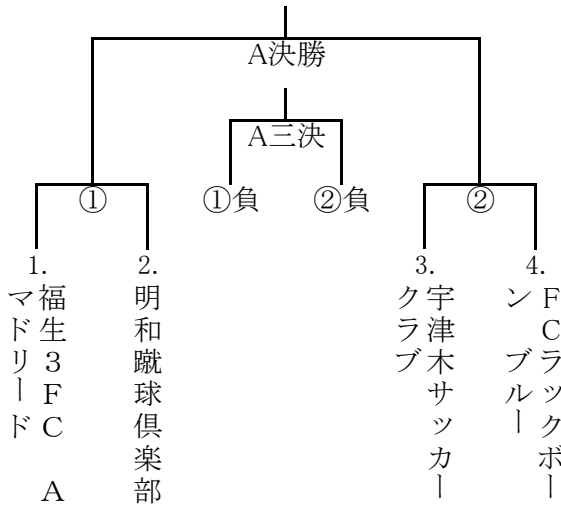 A決勝
A三決
①
①負
②負
②
1.
2.
3.
4.
福生3FC A
マドリード
明和蹴球倶楽部
宇津木サッカー
クラブ
FCラックボー
ン ブルー